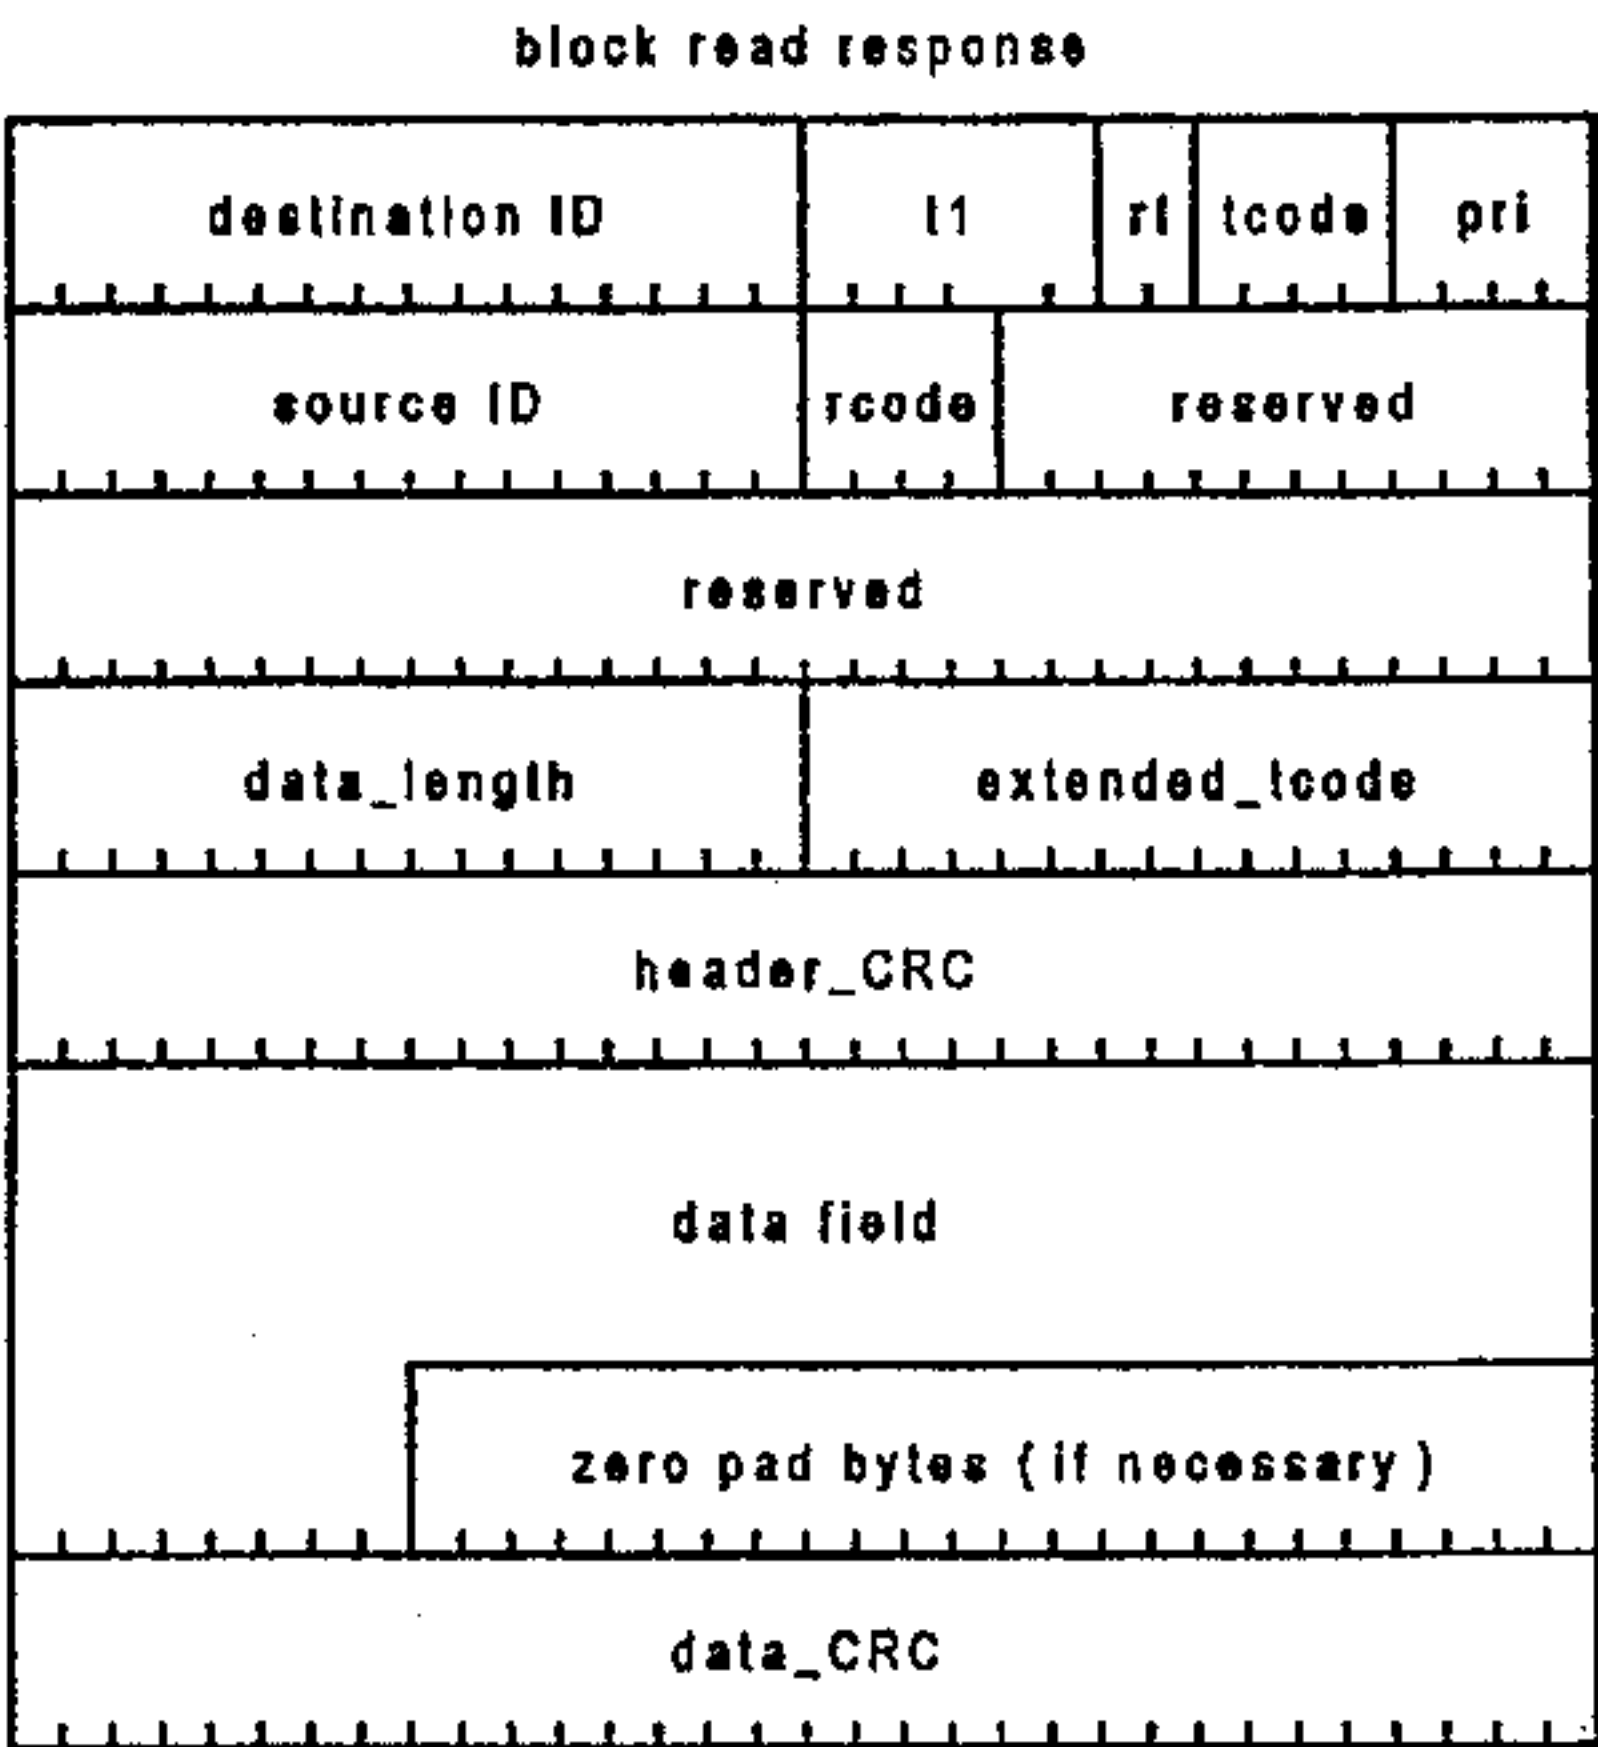 block read response
destination ID t1 rt tcode pri
source ID rcode reserved
reserved
data_length extended_tcode
header_CRC
data field
zero pad bytes (if necessary)
data_CRC